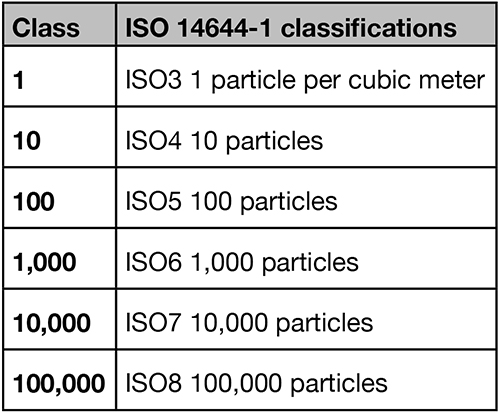 Class ISO 14644-1 classifications
1 ISO3 1 particle per cubic meter
10 ISO4 10 particles
100 ISO5 100 particles
1,000 ISO6 1,000 particles
10,000 ISO7 10,000 particles
100,000 ISO8 100,000 particles